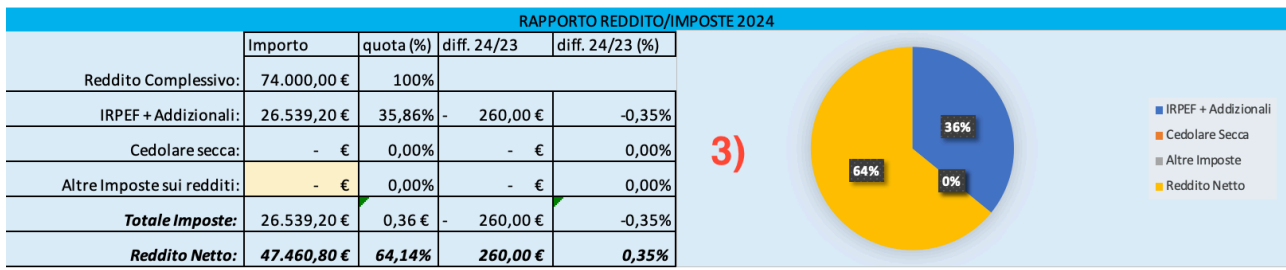 RAPPORTO REDDITO/IMPOSTE 2024
Importo quota (%) diff. 24/23 diff. 24/23 (%)
Reddito Complessivo: 74.000,00 € 100%
IRPEF + Addizionali: 26.539,20 € 35,86% - 260,00 € -0,35%
Cedolare secca: - € 0,00% - € 0,00%
Altre Imposte sui redditi: - € 0,00% - € 0,00%
Totale Imposte: 26.539,20 € 0,36 € - 260,00 € -0,35%
Reddito Netto: 47.460,80 € 64,14% 260,00 € 0,35%
3)
36%
64%
0%
IRPEF + Addizionali
Cedolare Secca
Altre Imposte
Reddito Netto